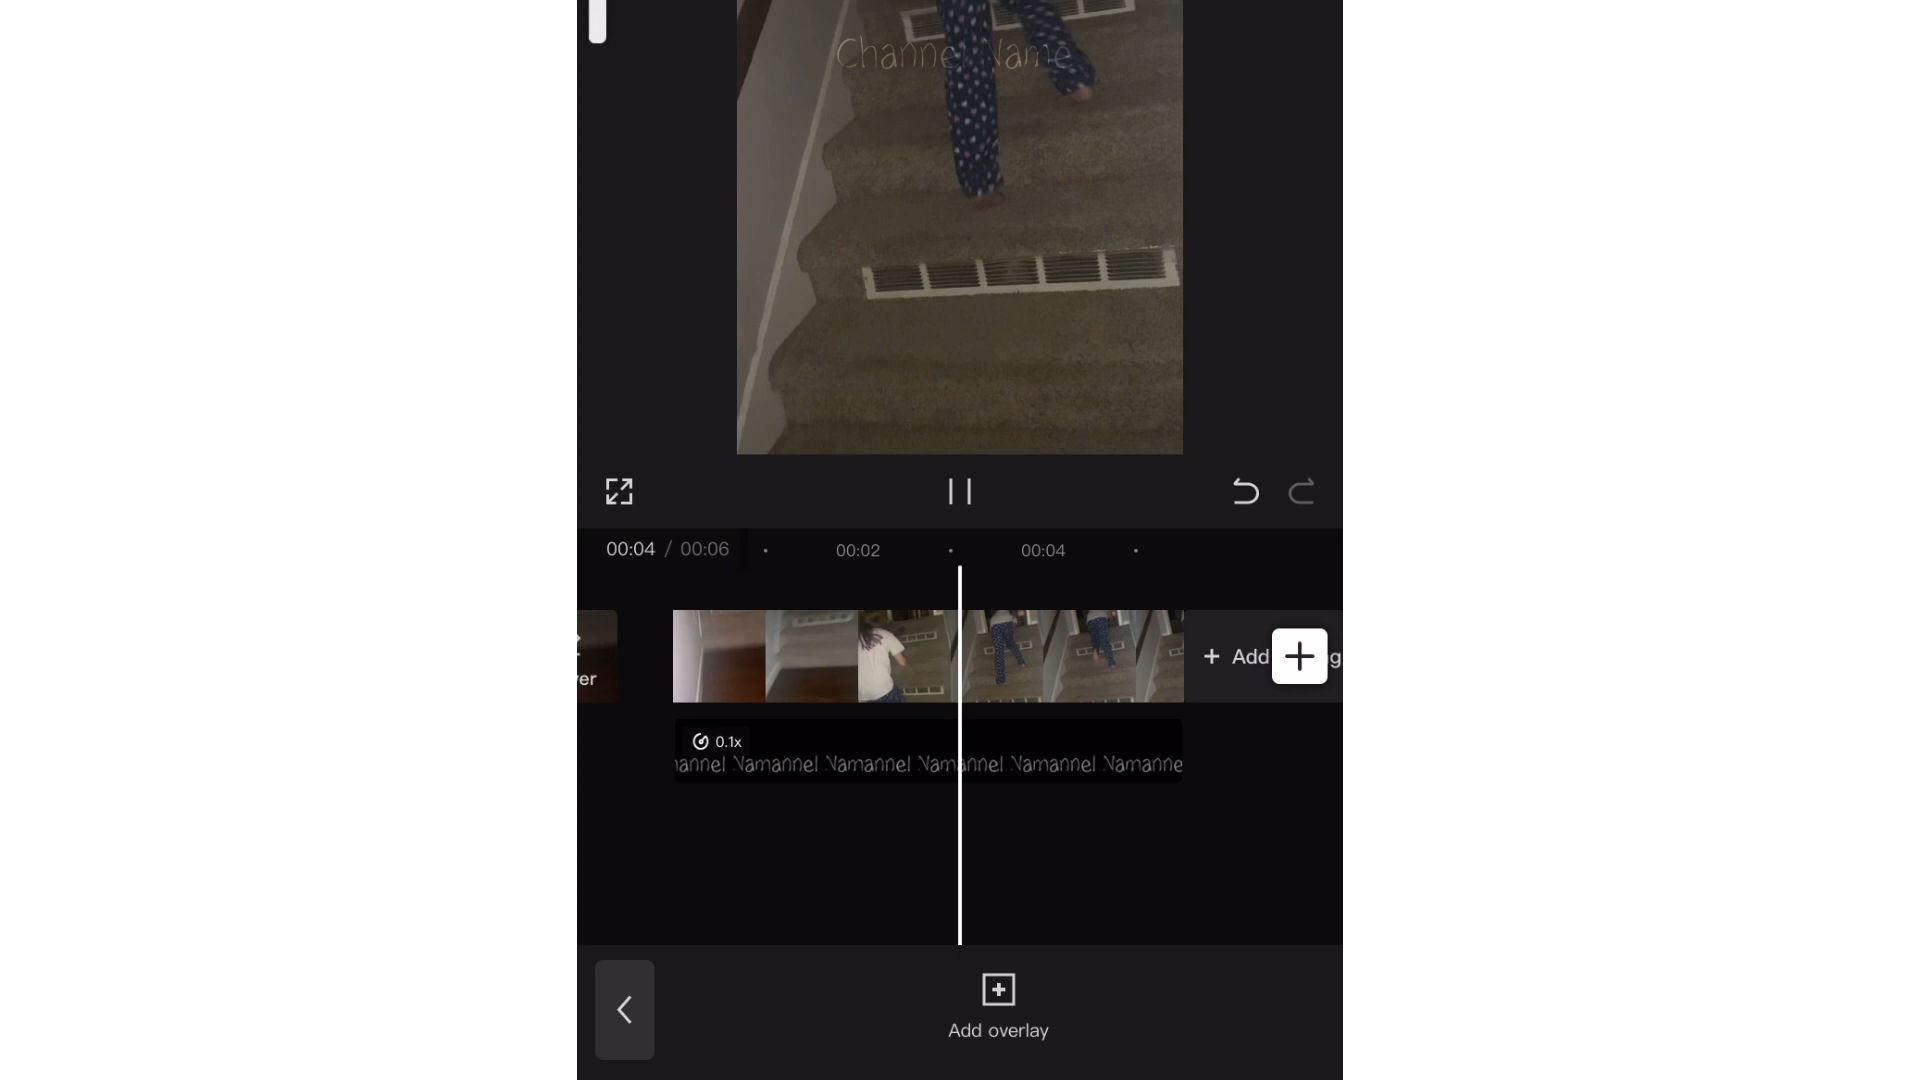 Channel Name
00:04 / 00:06
00:02
00:04
ver
+ Add
g
0.1x
annel Namannel Namannel Namannel Namannel Namanne
Add overlay